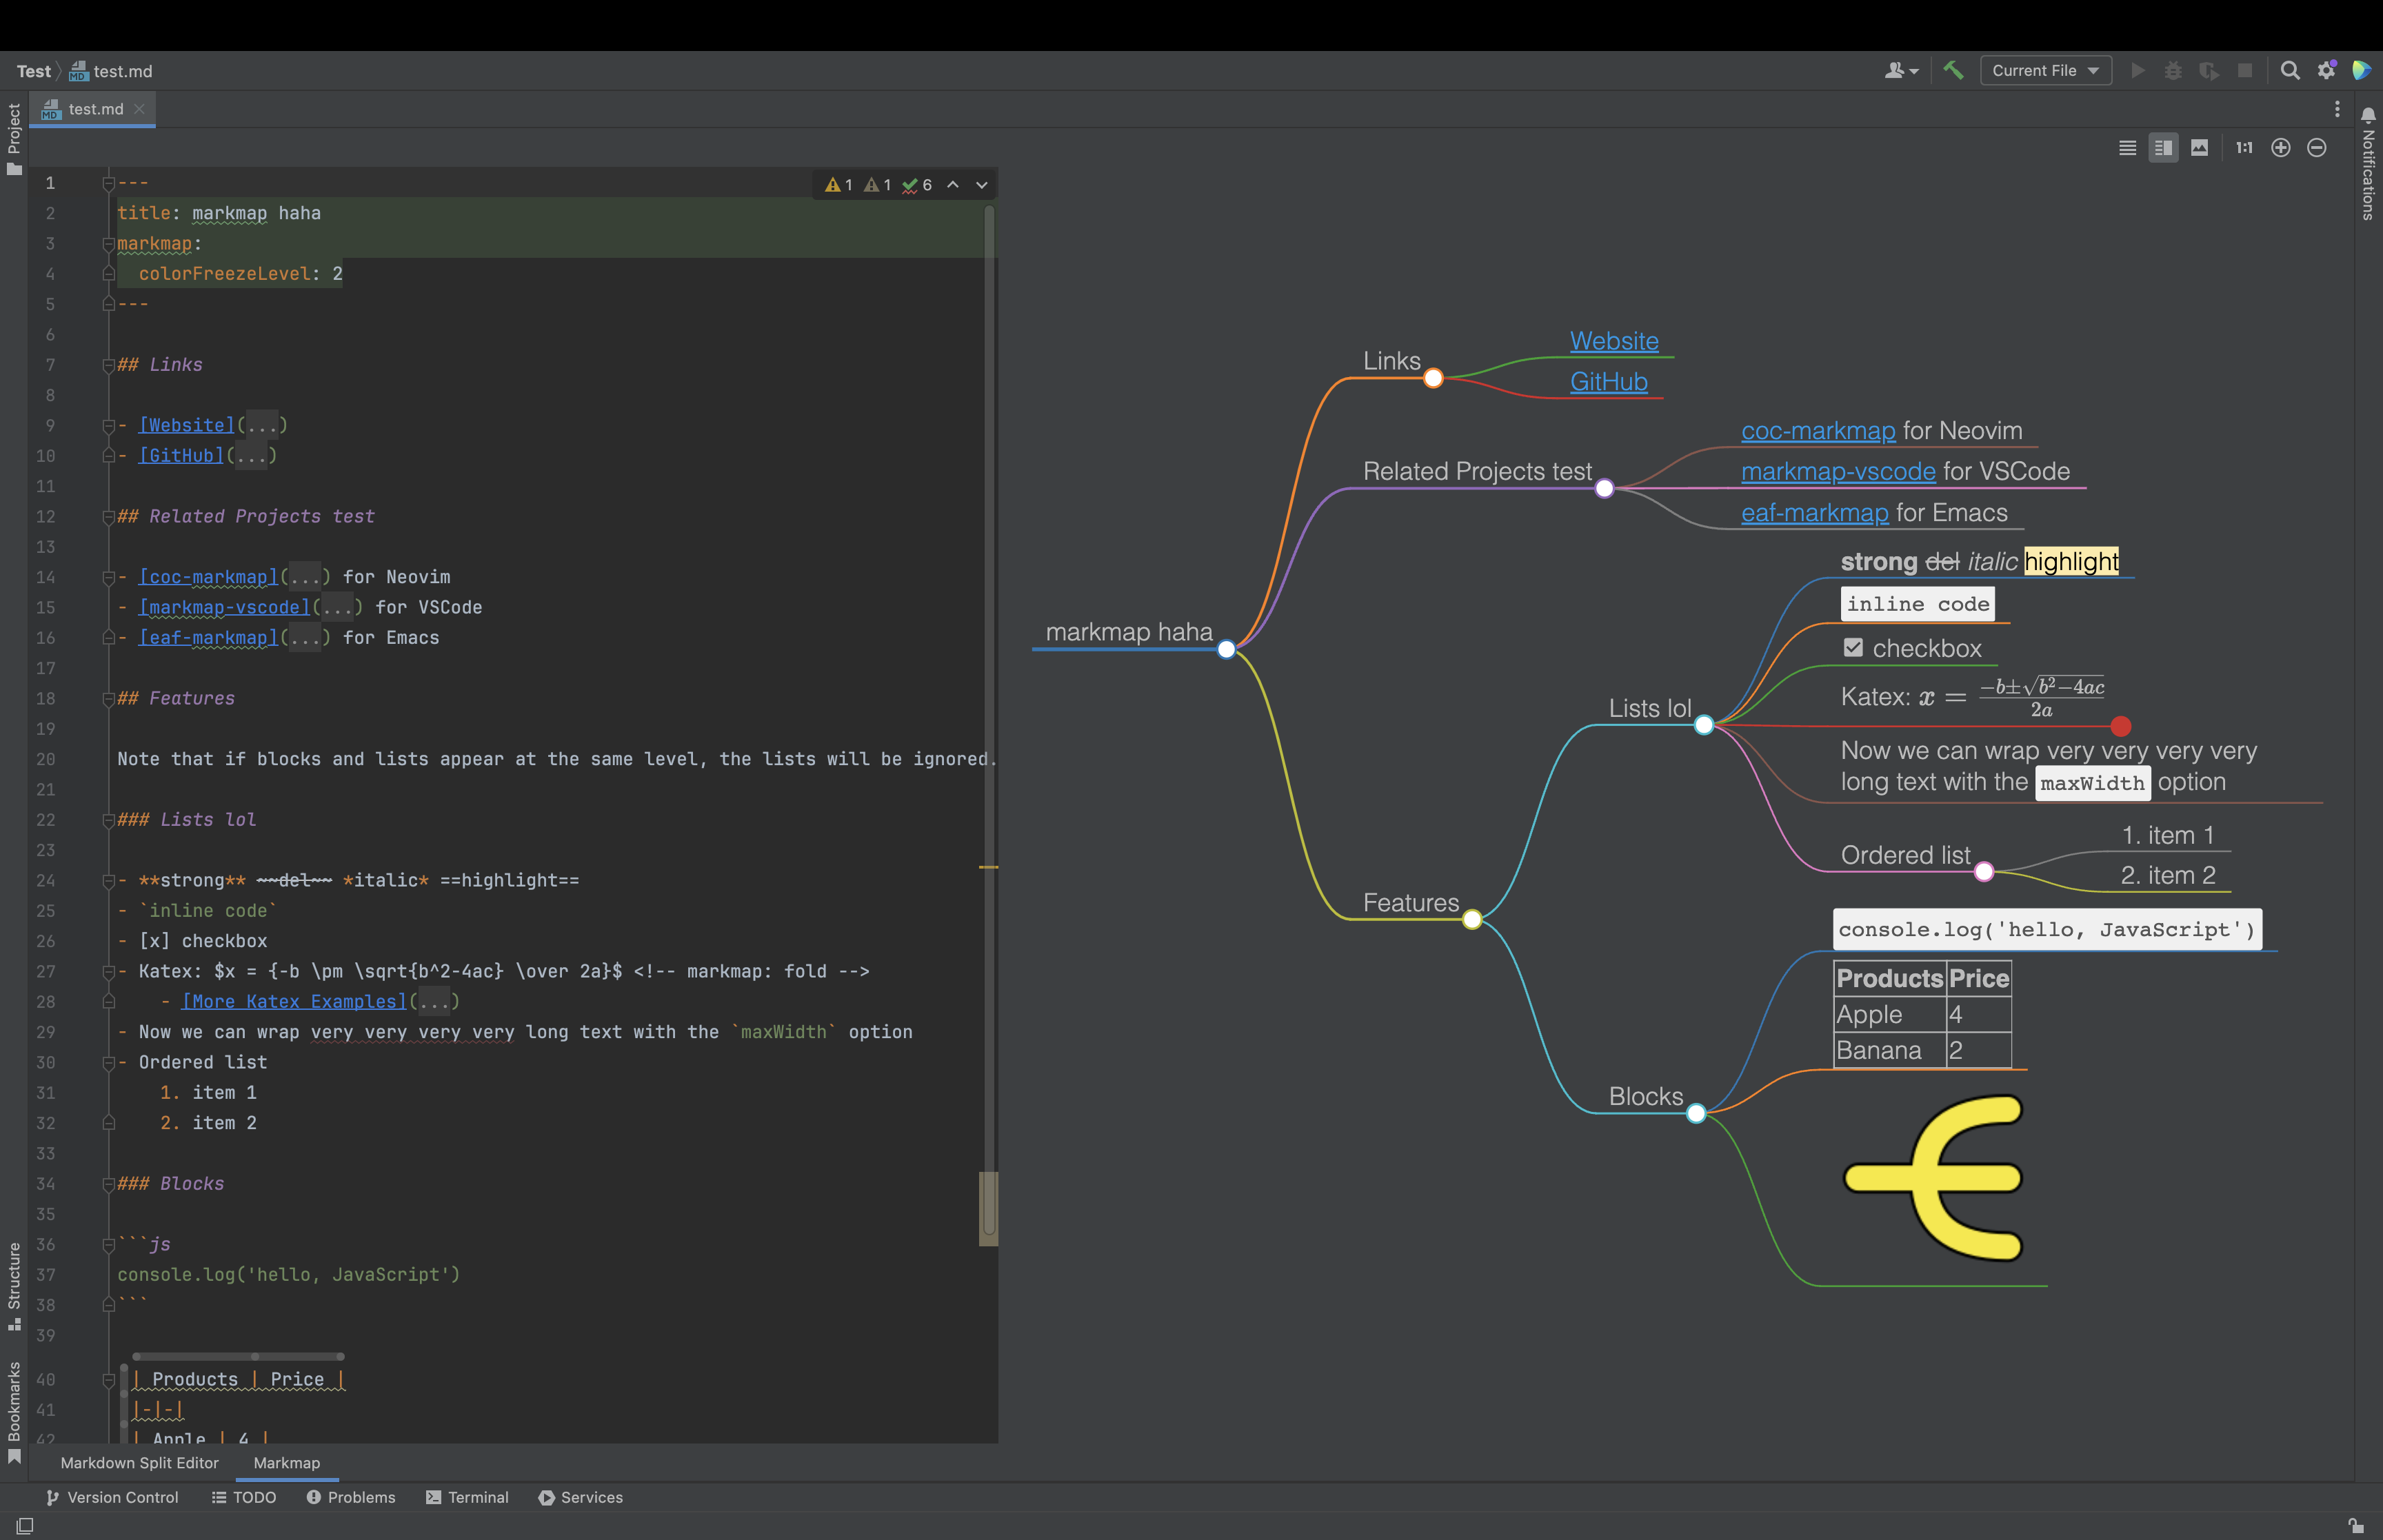 Test
MD test.md
Current File
MD test.md
Project
Notifications
1:1
1 --- 1 1 6
2 title: markmap haha
3 markmap:
4 colorFreezeLevel: 2
5 ---
6
7 ## Links
8
9 - [Website](...)
10 - [GitHub](...)
11
12 ## Related Projects test
13
14 - [coc-markmap](...) for Neovim
15 - [markmap-vscode](...) for VSCode
16 - [eaf-markmap](...) for Emacs
17
18 ## Features
19
20 Note that if blocks and lists appear at the same level, the lists will be ignored.
21
22 ### Lists lol
23
24 - **strong** ~~del~~ *italic* ==highlight==
25 - `inline code`
26 - [x] checkbox
27 - Katex: $x = {-b \pm \sqrt{b^2-4ac} \over 2a}$ <!-- markmap: fold -->
28 - [More Katex Examples](...)
29 - Now we can wrap very very very very long text with the `maxWidth` option
30 - Ordered list
31 1. item 1
32 2. item 2
33
34 ### Blocks
35
36 ```js
37 console.log('hello, JavaScript')
38 ```
39
40 | Products | Price |
41 |-|-|
42 | Apple | 4 |
markmap haha
Links
Website
GitHub
Related Projects test
coc-markmap for Neovim
markmap-vscode for VSCode
eaf-markmap for Emacs
Features
Lists lol
strong del italic highlight
inline code
checkbox
Katex: x = −b±√b²−4ac / 2a
Now we can wrap very very very very
long text with the maxWidth option
Ordered list
1. item 1
2. item 2
Blocks
console.log('hello, JavaScript')
Products Price
Apple 4
Banana 2
Structure
Bookmarks
Markdown Split Editor Markmap
Version Control TODO Problems Terminal Services